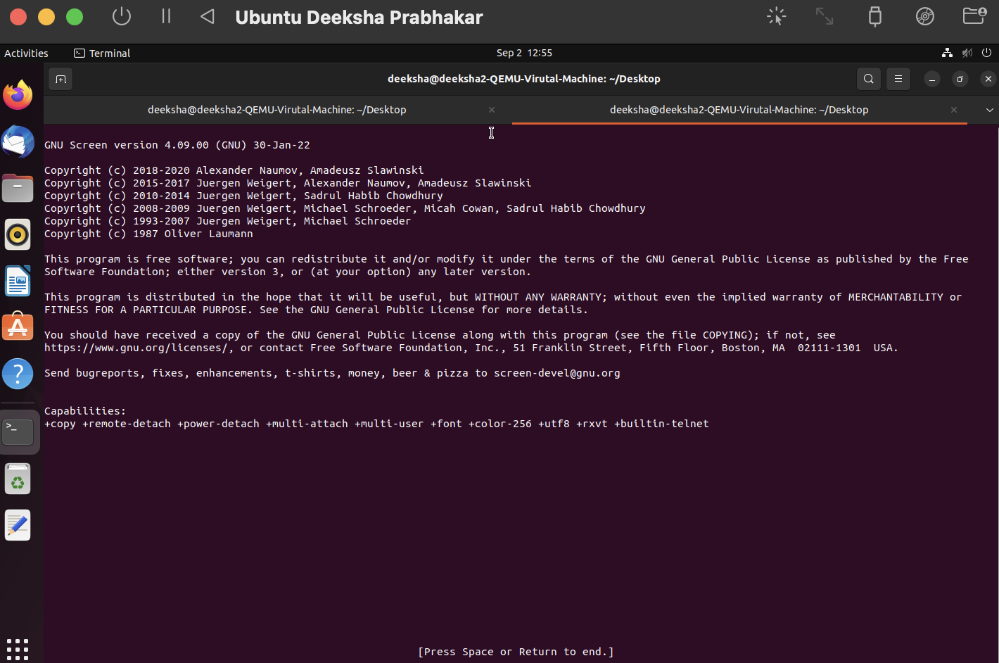 Ubuntu Deeksha Prabhakar
Activities
Terminal
Sep 2 12:55
deeksha@deeksha2-QEMU-Virutal-Machine: ~/Desktop
deeksha@deeksha2-QEMU-Virutal-Machine: ~/Desktop
deeksha@deeksha2-QEMU-Virutal-Machine: ~/Desktop
GNU Screen version 4.09.00 (GNU) 30-Jan-22
Copyright (c) 2018-2020 Alexander Naumov, Amadeusz Slawinski
Copyright (c) 2015-2017 Juergen Weigert, Alexander Naumov, Amadeusz Slawinski
Copyright (c) 2010-2014 Juergen Weigert, Sadrul Habib Chowdhury
Copyright (c) 2008-2009 Juergen Weigert, Michael Schroeder, Micah Cowan, Sadrul Habib Chowdhury
Copyright (c) 1993-2007 Juergen Weigert, Michael Schroeder
Copyright (c) 1987 Oliver Laumann
This program is free software; you can redistribute it and/or modify it under the terms of the GNU General Public License as published by the Free
Software Foundation; either version 3, or (at your option) any later version.
This program is distributed in the hope that it will be useful, but WITHOUT ANY WARRANTY; without even the implied warranty of MERCHANTABILITY or
FITNESS FOR A PARTICULAR PURPOSE. See the GNU General Public License for more details.
You should have received a copy of the GNU General Public License along with this program (see the file COPYING); if not, see
https://www.gnu.org/licenses/, or contact Free Software Foundation, Inc., 51 Franklin Street, Fifth Floor, Boston, MA  02111-1301  USA.
Send bugreports, fixes, enhancements, t-shirts, money, beer & pizza to screen-devel@gnu.org
Capabilities:
+copy +remote-detach +power-detach +multi-attach +multi-user +font +color-256 +utf8 +rxvt +builtin-telnet
[Press Space or Return to end.]